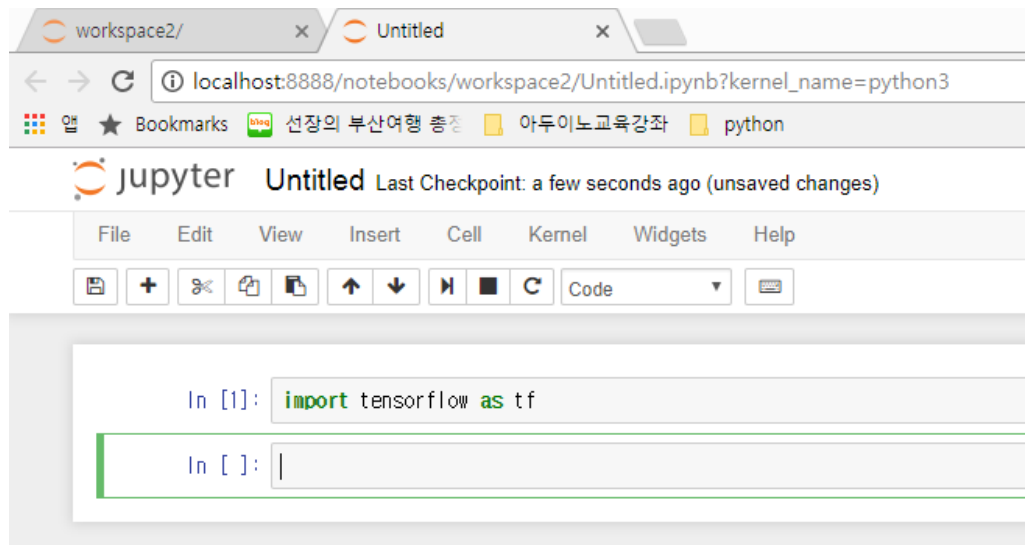 workspace2/ Untitled
localhost:8888/notebooks/workspace2/Untitled.ipynb?kernel_name=python3
앱 Bookmarks blog 선장의 부산여행 총정 아두이노교육강좌 python
jupyter Untitled Last Checkpoint: a few seconds ago (unsaved changes)
File Edit View Insert Cell Kernel Widgets Help
Code
In [1]: import tensorflow as tf
In [ ]: